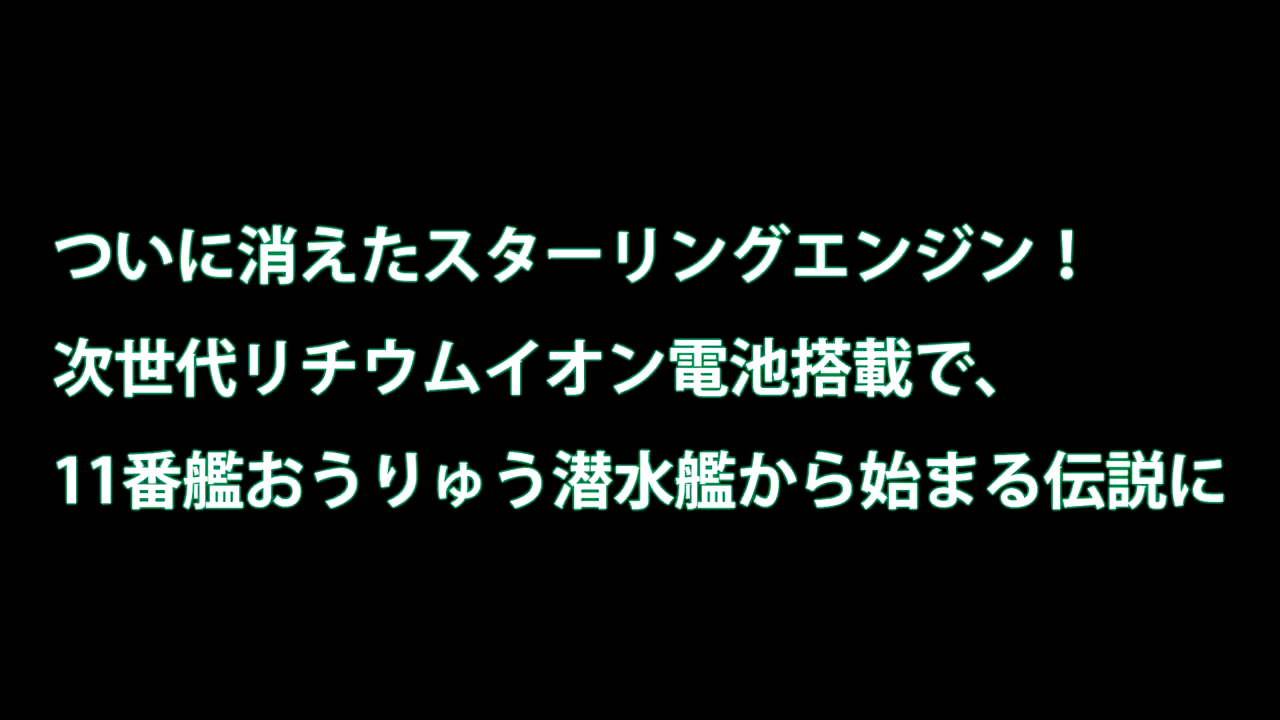 ついに消えたスターリングエンジン！
次世代リチウムイオン電池搭載で、
11番艦おうりゅう潜水艦から始まる伝説に